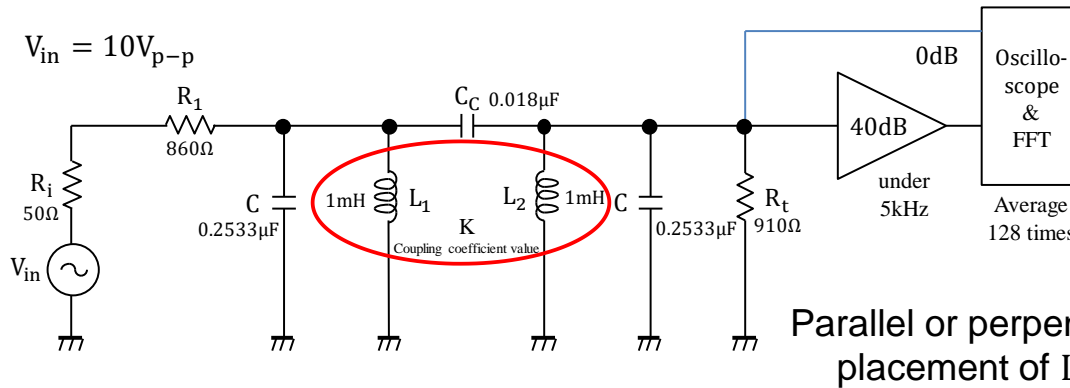 V_in = 10V_p−p
R_1
860Ω
C_C 0.018μF
0dB
Oscillo-
scope
&
FFT
40dB
R_i
50Ω
C
0.2533μF
1mH
L_1
L_2
1mH
C
0.2533μF
K
Coupling coefficient value
R_t
910Ω
under
5kHz
Average
128 times
V_in
Parallel or perper
placement of I